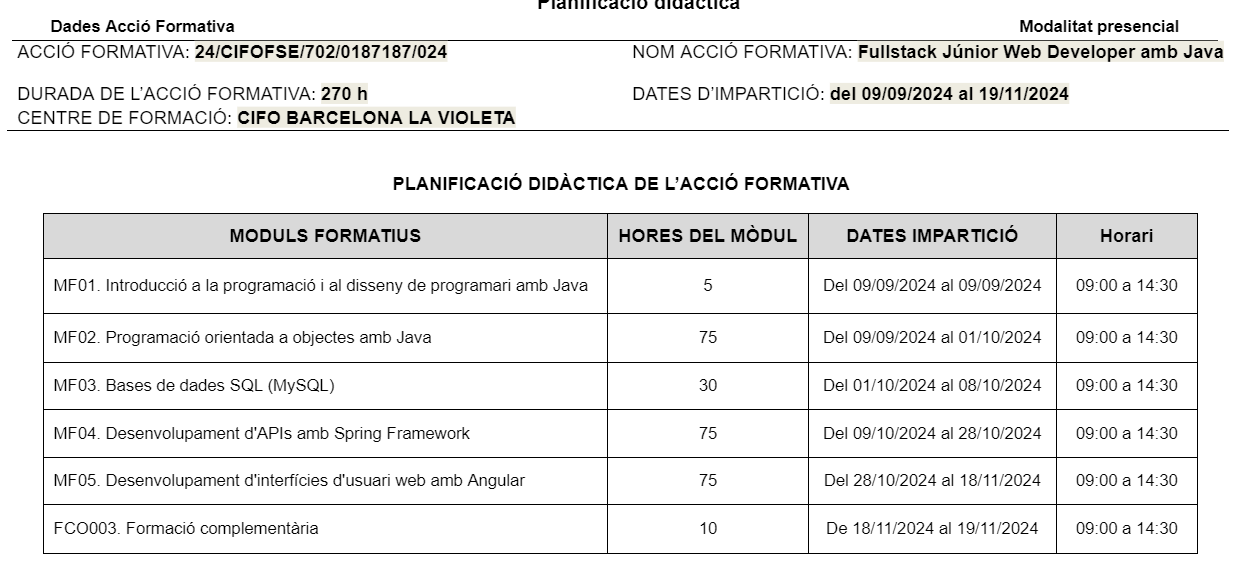 Planificació didàctica
Dades Acció Formativa Modalitat presencial
ACCIÓ FORMATIVA: 24/CIFOFSE/702/0187187/024 NOM ACCIÓ FORMATIVA: Fullstack Júnior Web Developer amb Java
DURADA DE L'ACCIÓ FORMATIVA: 270 h DATES D'IMPARTICIÓ: del 09/09/2024 al 19/11/2024
CENTRE DE FORMACIÓ: CIFO BARCELONA LA VIOLETA
PLANIFICACIÓ DIDÀCTICA DE L'ACCIÓ FORMATIVA
MODULS FORMATIUS HORES DEL MÒDUL DATES IMPARTICIÓ Horari
MF01. Introducció a la programació i al disseny de programari amb Java 5 Del 09/09/2024 al 09/09/2024 09:00 a 14:30
MF02. Programació orientada a objectes amb Java 75 Del 09/09/2024 al 01/10/2024 09:00 a 14:30
MF03. Bases de dades SQL (MySQL) 30 Del 01/10/2024 al 08/10/2024 09:00 a 14:30
MF04. Desenvolupament d'APIs amb Spring Framework 75 Del 09/10/2024 al 28/10/2024 09:00 a 14:30
MF05. Desenvolupament d'interfícies d'usuari web amb Angular 75 Del 28/10/2024 al 18/11/2024 09:00 a 14:30
FCO003. Formació complementària 10 De 18/11/2024 al 19/11/2024 09:00 a 14:30